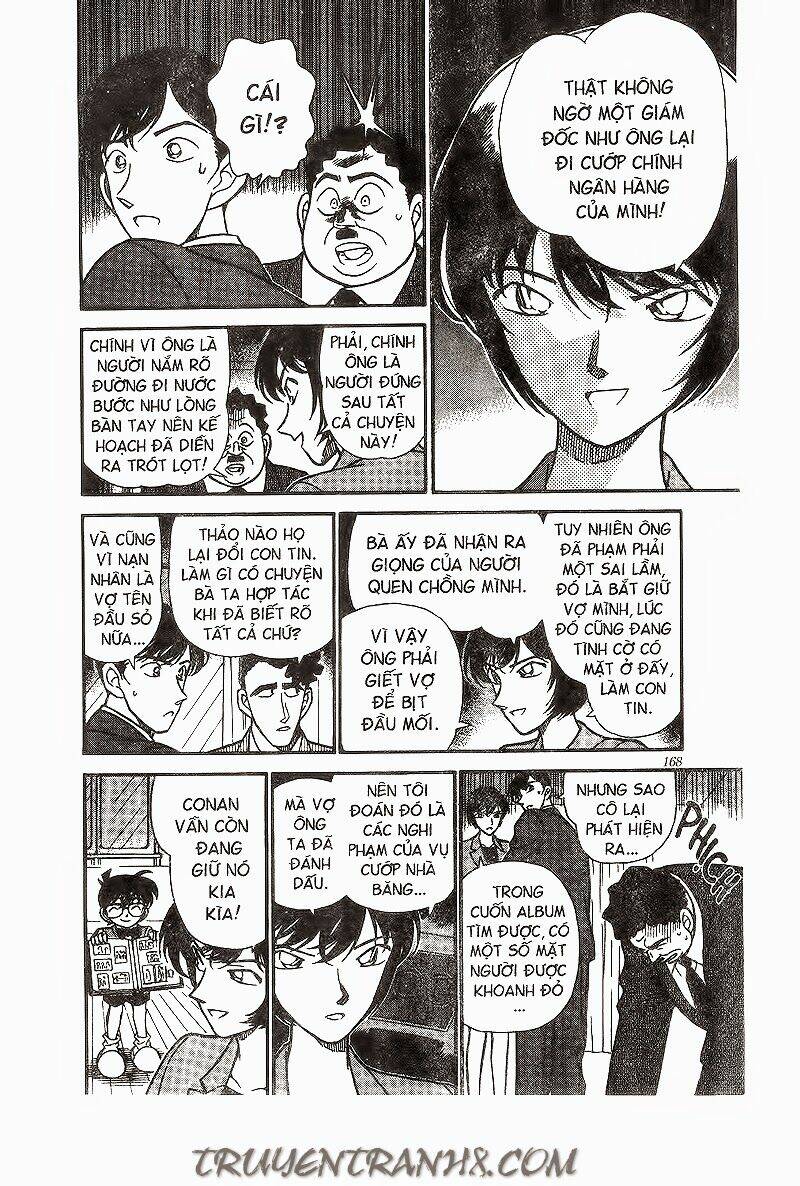 THẬT KHÔNG
NGỜ MỘT GIÁM
ĐỐC NHƯ ÔNG LẠI
ĐI CƯỚP CHÍNH
NGÂN HÀNG
CỦA MÌNH!
CÁI
GÌ!?
PHẢI, CHÍNH
ÔNG LÀ
NGƯỜI ĐỨNG
SAU TẤT
CẢ CHUYỆN
NÀY!
CHÍNH VÌ ÔNG LÀ
NGƯỜI NẮM RÕ
ĐƯỜNG ĐI NƯỚC
BƯỚC NHƯ LÒNG
BÀN TAY NÊN KẾ
HOẠCH ĐÃ DIỄN
RA TRÓT LỌT!
TUY NHIÊN ÔNG
ĐÃ PHẠM PHẢI
MỘT SAI LẦM,
ĐÓ LÀ BẮT GIỮ
VỢ MÌNH, LÚC
ĐÓ CŨNG ĐANG
TÌNH CỜ CÓ
MẶT Ở ĐẤY,
LÀM CON TIN.
BÀ ẤY ĐÃ NHẬN RA
GIỌNG CỦA NGƯỜI
QUEN CHỒNG MÌNH.
VÌ VẬY
ÔNG PHẢI
GIẾT VỢ
ĐỂ BỊT
ĐẦU MỐI.
THẢO NÀO HỌ
LẠI ĐỔI CON TIN.
LÀM GÌ CÓ CHUYỆN
BÀ TA HỢP TÁC
KHI ĐÃ BIẾT RÕ
TẤT CẢ CHỨ?
VÀ CŨNG
VÌ NẠN
NHÂN LÀ
VỢ TÊN
ĐẦU SỎ
NỮA...
168
NHƯNG SAO
CÔ LẠI
PHÁT HIỆN
RA...
PHỊCH
TRONG
CUỐN ALBUM
TÌM ĐƯỢC, CÓ
MỘT SỐ MẶT
NGƯỜI ĐƯỢC
KHOANH ĐỎ
...
NÊN TÔI
ĐOÁN ĐÓ LÀ
CÁC NGHI
PHẠM CỦA VỤ
CƯỚP NHÀ
BĂNG...
MÀ VỢ
ÔNG
TA ĐÃ
ĐÁNH
DẤU.
CONAN
VẪN CÒN
ĐANG
GIỮ NÓ
KIA
KÌA!
TRUYENTRANH8.COM